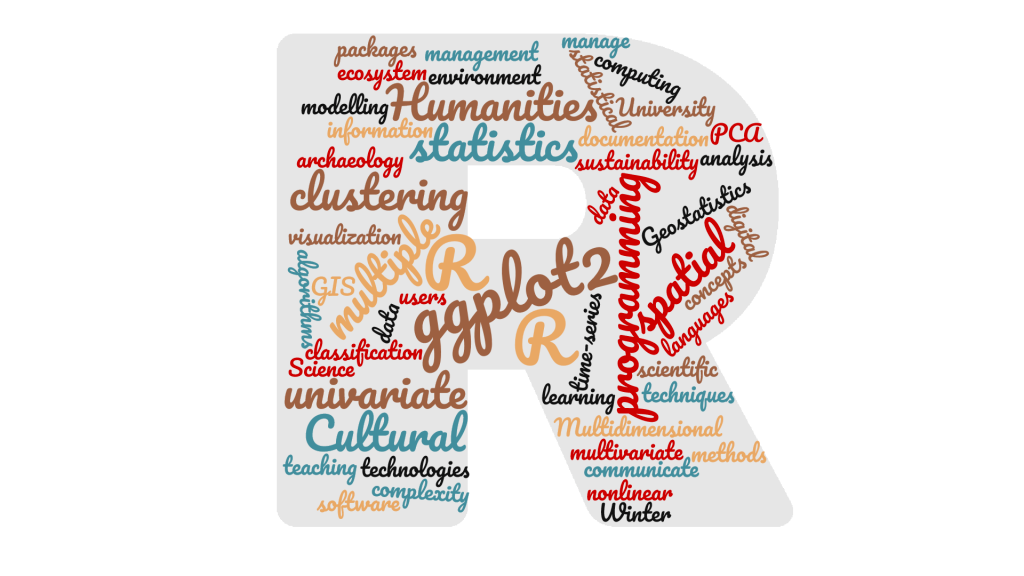 packages
management
manage
ecosystem
environment
statistical
computing
modelling
Humanities
University
information
statistics
documentation
PCA
archaeology
sustainability
analysis
clustering
data
programming
Geostatistics
visualization
multiple
R
digital
algorithms
GIS
ggplot2
spatial
concepts
users
data
R
time-series
languages
classification
Science
scientific
univariate
learning
techniques
Cultural
Multidimensional
teaching
technologies
multivariate
methods
communicate
complexity
software
nonlinear
Winter